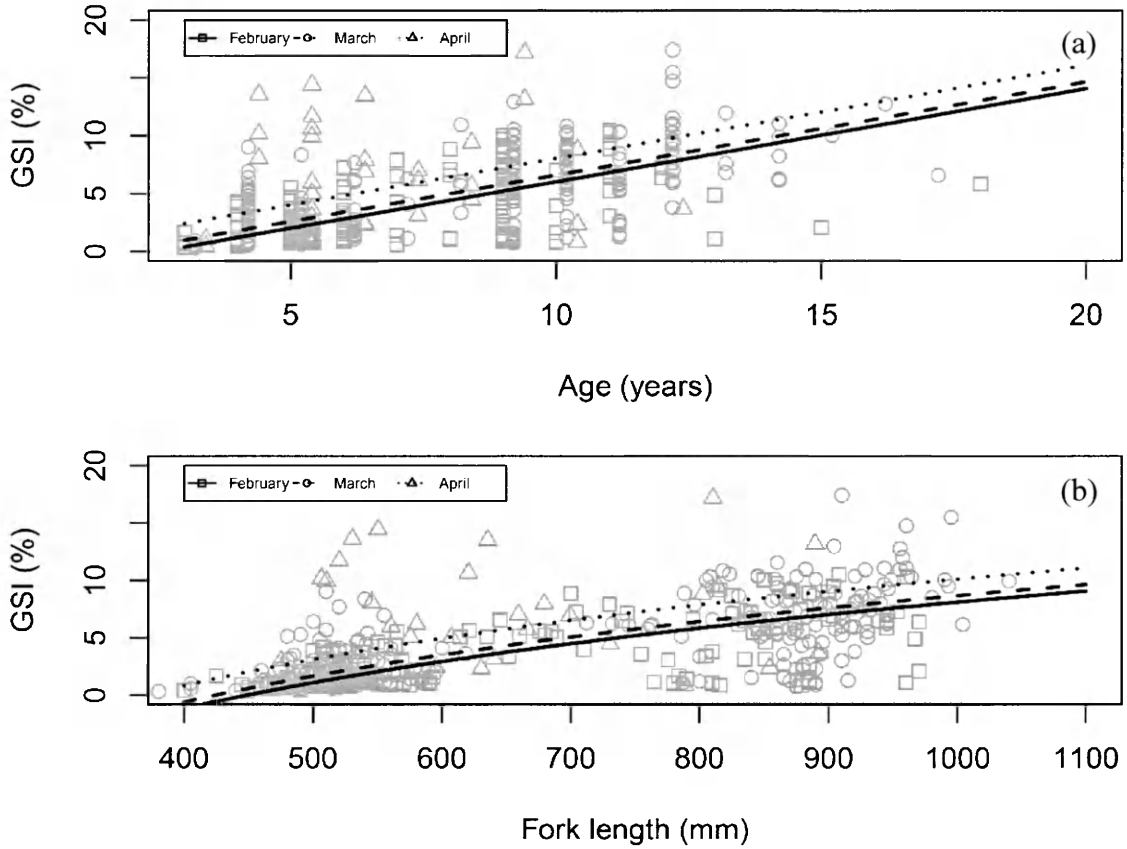 20
15
10
5
0
GSI (%)
February March April
(a)
5 10 15 20
Age (years)
20
10
5
0
GSI (%)
February March April
(b)
400 500 600 700 800 900 1000 1100
Fork length (mm)